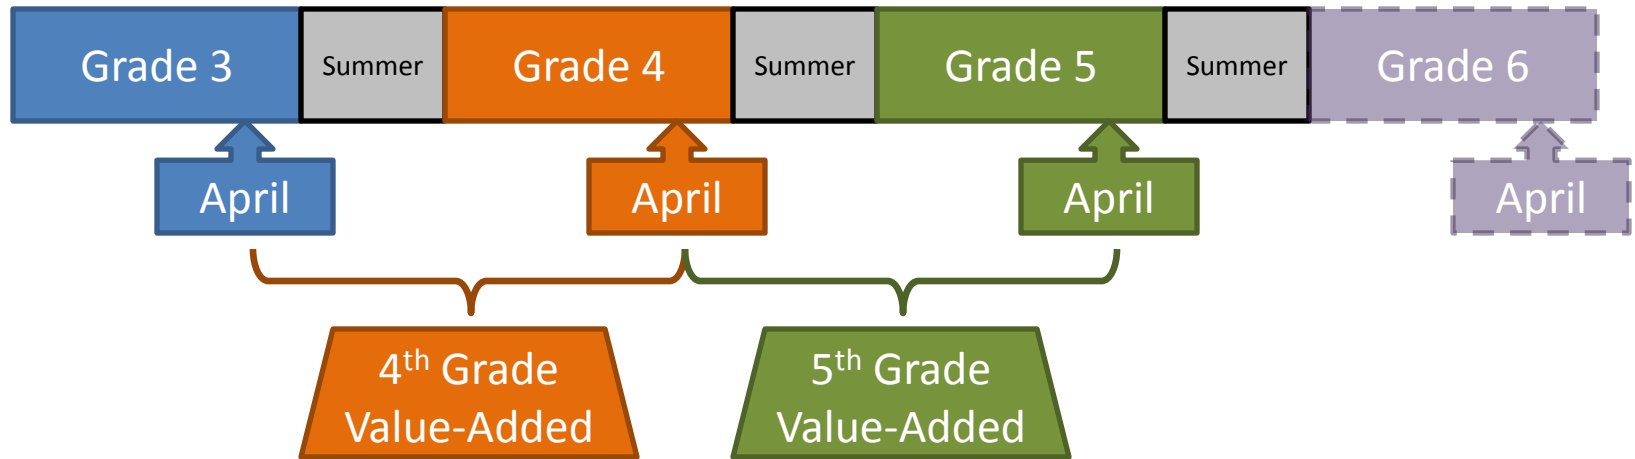 Grade 3
Summer
Grade 4
Summer
Grade 5
Summer
Grade 6
April
April
April
April
4th Grade
Value-Added
5th Grade
Value-Added